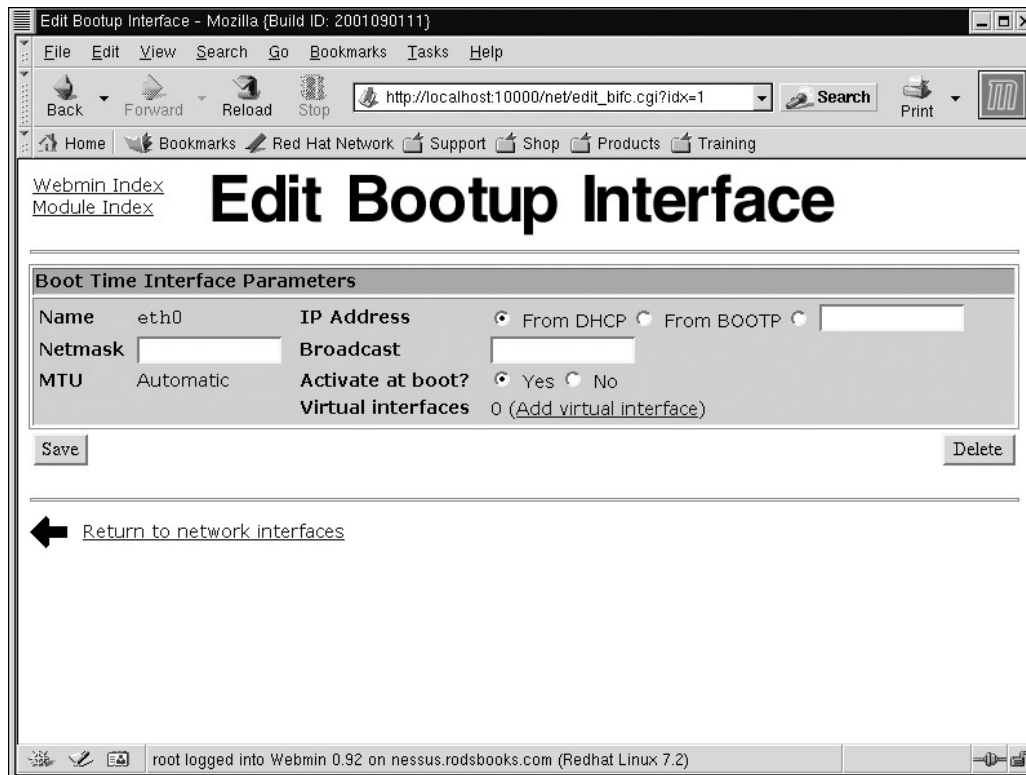 Edit Bootup Interface - Mozilla {Build ID: 2001090111}
File Edit View Search Go Bookmarks Tasks Help
Back Forward Reload Stop http://localhost:10000/net/edit_bifc.cgi?idx=1 Search Print
Home Bookmarks Red Hat Network Support Shop Products Training
Webmin Index
Module Index
Edit Bootup Interface
Boot Time Interface Parameters
Name eth0 IP Address From DHCP From BOOTP
Netmask Broadcast
MTU Automatic Activate at boot? Yes No
Virtual interfaces 0 (Add virtual interface)
Save Delete
Return to network interfaces
root logged into Webmin 0.92 on nessus.rodsbooks.com (Redhat Linux 7.2)